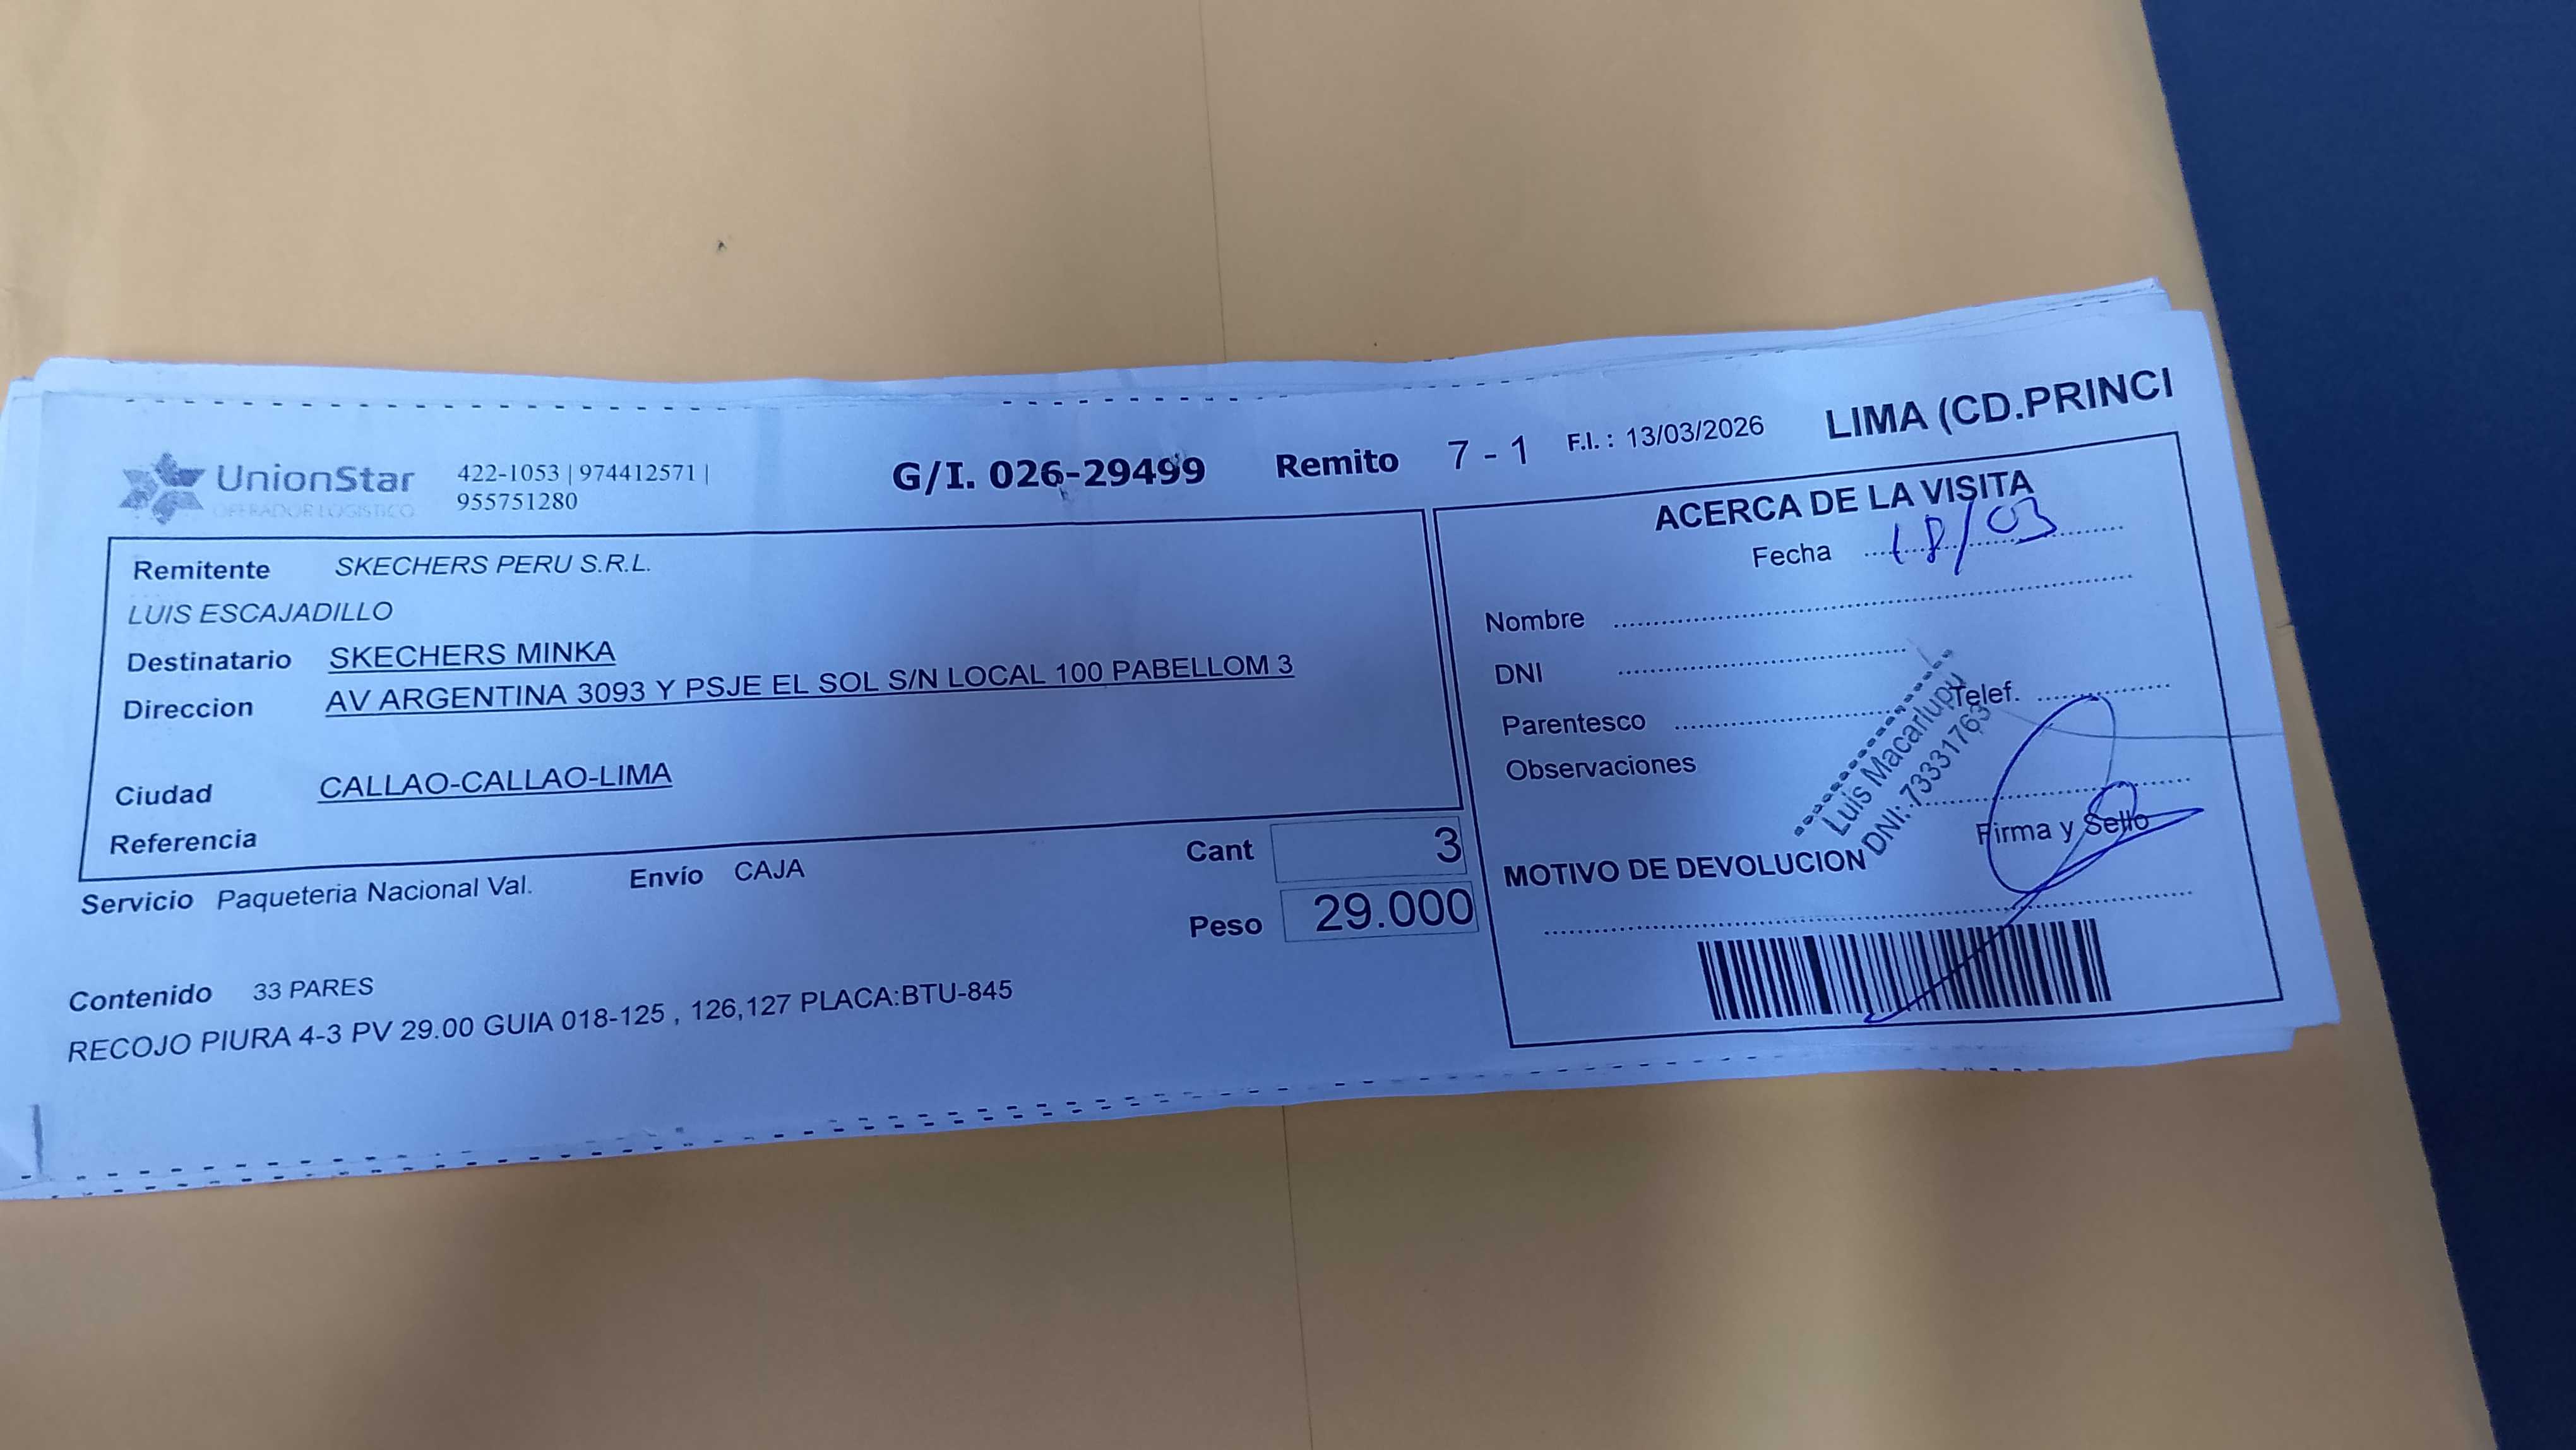 UnionStar
OPERADOR LOGISTICO
422-1053 | 974412571 |
955751280
G/I. 026-29499
Remito 7 - 1
F.I. : 13/03/2026
LIMA (CD.PRINCI
Remitente SKECHERS PERU S.R.L.
LUIS ESCAJADILLO
Destinatario SKECHERS MINKA
Direccion AV ARGENTINA 3093 Y PSJE EL SOL S/N LOCAL 100 PABELLOM 3
Ciudad CALLAO-CALLAO-LIMA
Referencia
Servicio Paqueteria Nacional Val. Envío CAJA
Cant 3
Peso 29.000
Contenido 33 PARES
RECOJO PIURA 4-3 PV 29.00 GUIA 018-125 , 126,127 PLACA:BTU-845
ACERCA DE LA VISITA
Fecha 18/03
Nombre
DNI
Telef.
Parentesco
Observaciones
Luis Macarlupu
DNI: 73331763
Firma y Sello
MOTIVO DE DEVOLUCION